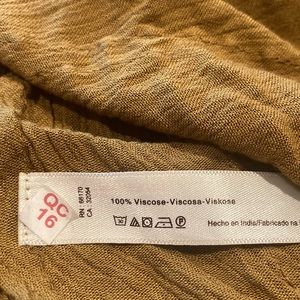 QC
16
RN : 66170
CA : 32054
100% Viscose-Viscosa-Viskose
Hecho en India/Fabricado na